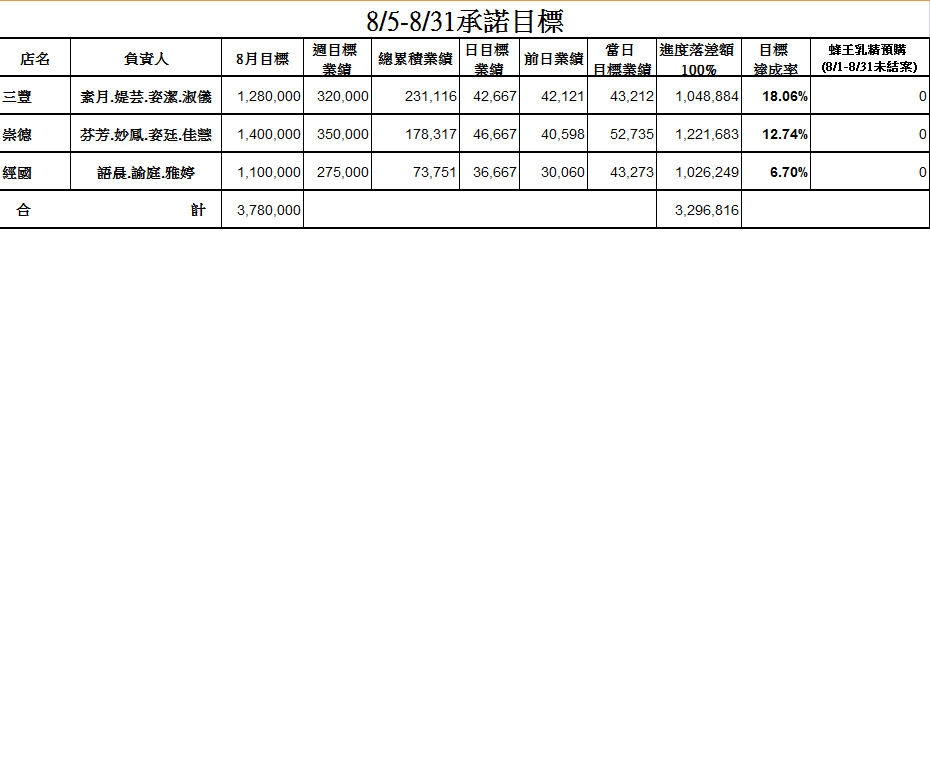 8/5-8/31承諾目標
店名 負責人 8月目標 週目標業績 總累積業績 日目標業績 前日業績 當日目標業績 進度落差額100% 目標達成率 蜂王乳精預購(8/1-8/31未結案)
三豐 素月.媞芸.姿潔.淑儀 1,280,000 320,000 231,116 42,667 42,121 43,212 1,048,884 18.06% 0
崇德 芬芳.妙鳳.姿廷.佳慧 1,400,000 350,000 178,317 46,667 40,598 52,735 1,221,683 12.74% 0
經國 語晨.諭庭.雅婷 1,100,000 275,000 73,751 36,667 30,060 43,273 1,026,249 6.70% 0
合 計 3,780,000 3,296,816